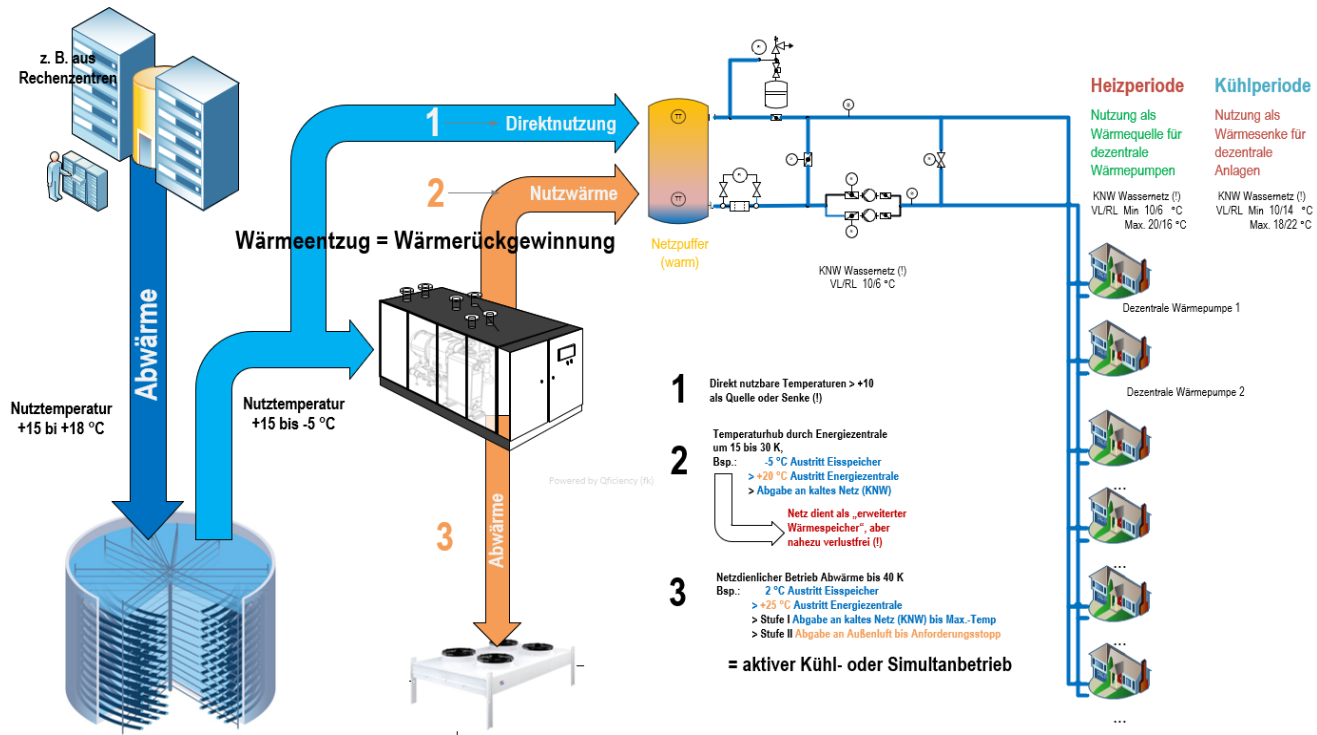 z. B. aus
Rechenzentren
Abwärme
Nutztemperatur
+15 bi +18 °C
Nutztemperatur
+15 bis -5 °C
1 Direktnutzung
2 Nutzwärme
Wärmeentzug = Wärmerückgewinnung
3
Abwärme
Netzpuffer
(warm)
KNW Wassernetz (!)
VL/RL 10/6 °C
Powered by Qficiency (fk)
1
Direkt nutzbare Temperaturen > +10
als Quelle oder Senke (!)
2
Temperaturhub durch Energiezentrale
um 15 bis 30 K,
Bsp.: -5 °C Austritt Eisspeicher
> +20 °C Austritt Energiezentrale
> Abgabe an kaltes Netz (KNW)
Netz dient als „erweiterter
Wärmespeicher“, aber
nahezu verlustfrei (!)
3
Netzdienlicher Betrieb Abwärme bis 40 K
Bsp.: 2 °C Austritt Eisspeicher
> +25 °C Austritt Energiezentrale
> Stufe I Abgabe an kaltes Netz (KNW) bis Max.-Temp
> Stufe II Abgabe an Außenluft bis Anforderungsstopp
= aktiver Kühl- oder Simultanbetrieb
Heizperiode
Nutzung als
Wärmequelle für
dezentrale
Wärmepumpen
KNW Wassernetz (!)
VL/RL Min 10/6 °C
Max. 20/16 °C
Kühlperiode
Nutzung als
Wärmesenke für
dezentrale
Anlagen
KNW Wassernetz (!)
VL/RL Min 10/14 °C
Max. 18/22 °C
Dezentrale Wärmepumpe 1
Dezentrale Wärmepumpe 2
...
...
...
...